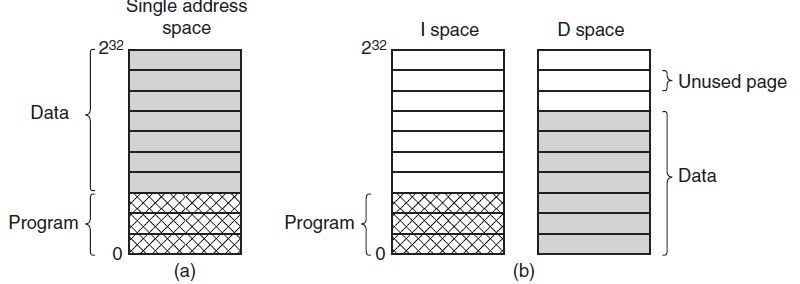 Single address
space
2³²
Data
Program
0
(a)
I space
D space
2³²
Unused page
Data
Program
0
(b)